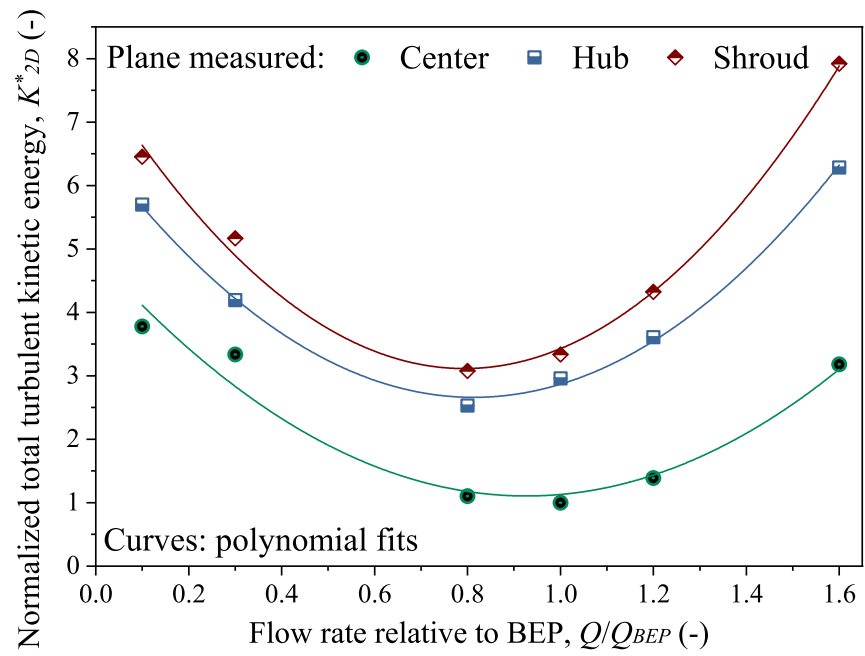 Normalized total turbulent kinetic energy, K*2D (-)
Plane measured: Center Hub Shroud
8
7
6
5
4
3
2
1
0
Curves: polynomial fits
0.0 0.2 0.4 0.6 0.8 1.0 1.2 1.4 1.6
Flow rate relative to BEP, Q/QBEP (-)